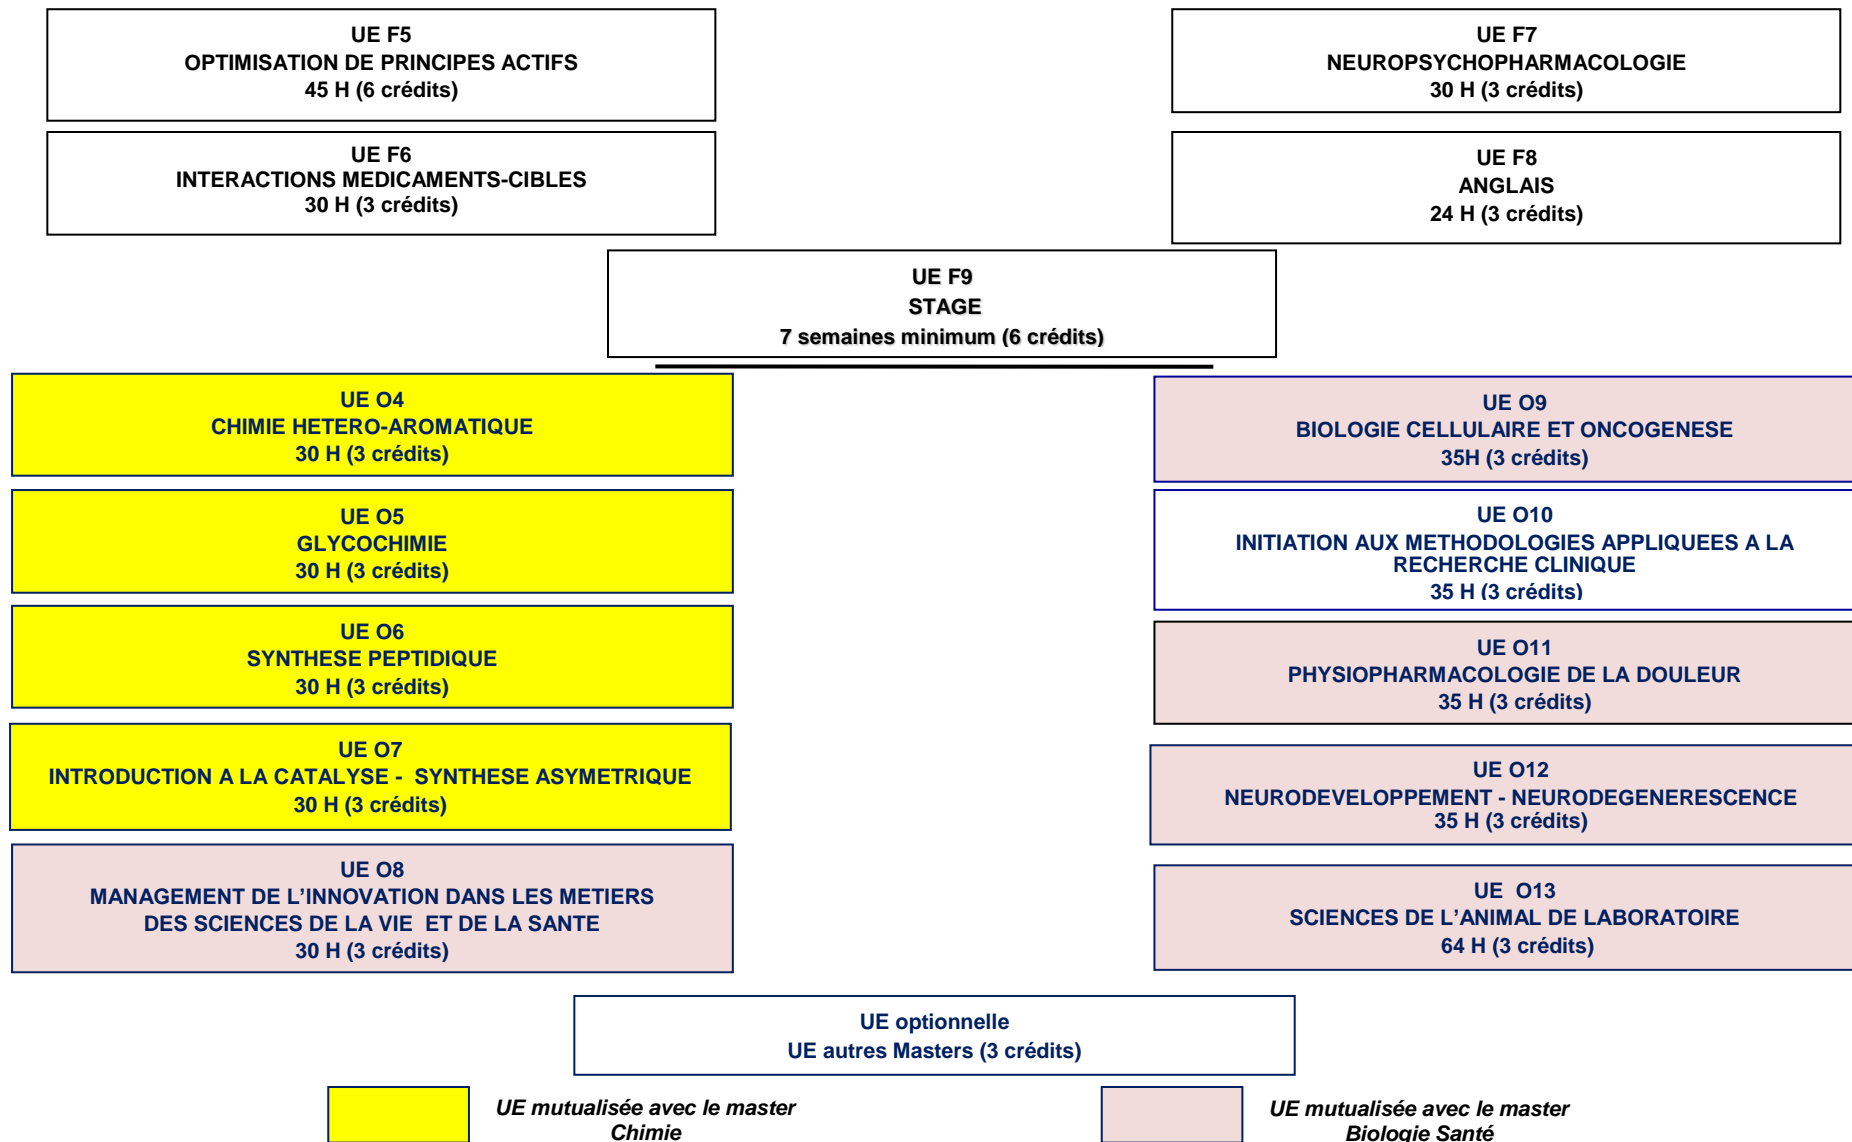 UE F5
OPTIMISATION DE PRINCIPES ACTIFS
45 H (6 crédits)
UE F7
NEUROPSYCHOPHARMACOLOGIE
30 H (3 crédits)
UE F6
INTERACTIONS MEDICAMENTS-CIBLES
30 H (3 crédits)
UE F8
ANGLAIS
24 H (3 crédits)
UE F9
STAGE
7 semaines minimum (6 crédits)
UE O4
CHIMIE HETERO-AROMATIQUE
30 H (3 crédits)
UE O5
GLYCOCHIMIE
30 H (3 crédits)
UE O6
SYNTHESE PEPTIDIQUE
30 H (3 crédits)
UE O7
INTRODUCTION A LA CATALYSE - SYNTHESE ASYMETRIQUE
30 H (3 crédits)
UE O8
MANAGEMENT DE L’INNOVATION DANS LES METIERS
DES SCIENCES DE LA VIE ET DE LA SANTE
30 H (3 crédits)
UE O9
BIOLOGIE CELLULAIRE ET ONCOGENESE
35H (3 crédits)
UE O10
INITIATION AUX METHODOLOGIES APPLIQUEES A LA
RECHERCHE CLINIQUE
35 H (3 crédits)
UE O11
PHYSIOPHARMACOLOGIE DE LA DOULEUR
35 H (3 crédits)
UE O12
NEURODEVELOPPEMENT - NEURODEGENERESCENCE
35 H (3 crédits)
UE O13
SCIENCES DE L’ANIMAL DE LABORATOIRE
64 H (3 crédits)
UE optionnelle
UE autres Masters (3 crédits)
UE mutualisée avec le master
Chimie
UE mutualisée avec le master
Biologie Santé